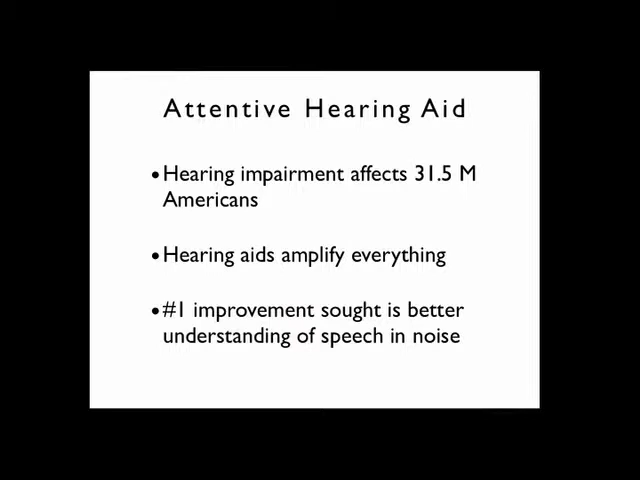 Attentive Hearing Aid
•Hearing impairment affects 31.5 M
Americans
•Hearing aids amplify everything
•#1 improvement sought is better
understanding of speech in noise